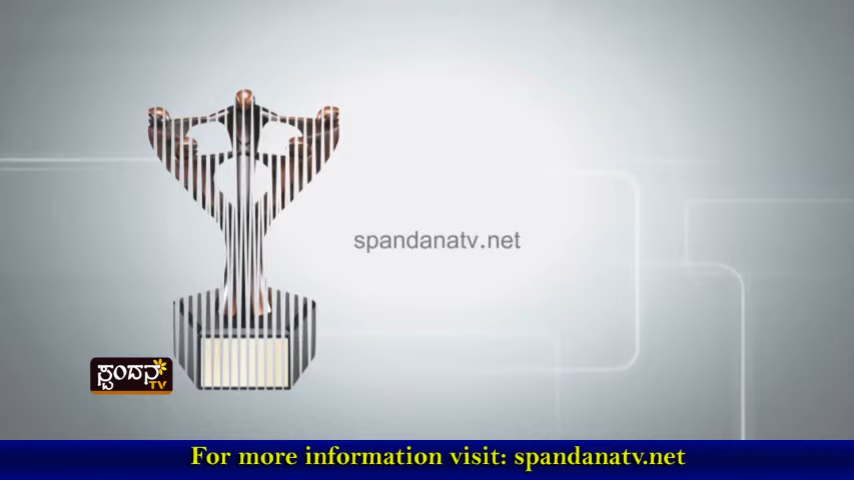 spandanatv.net
ಸ್ಪಂದನ
TV
For more information visit: spandanatv.net